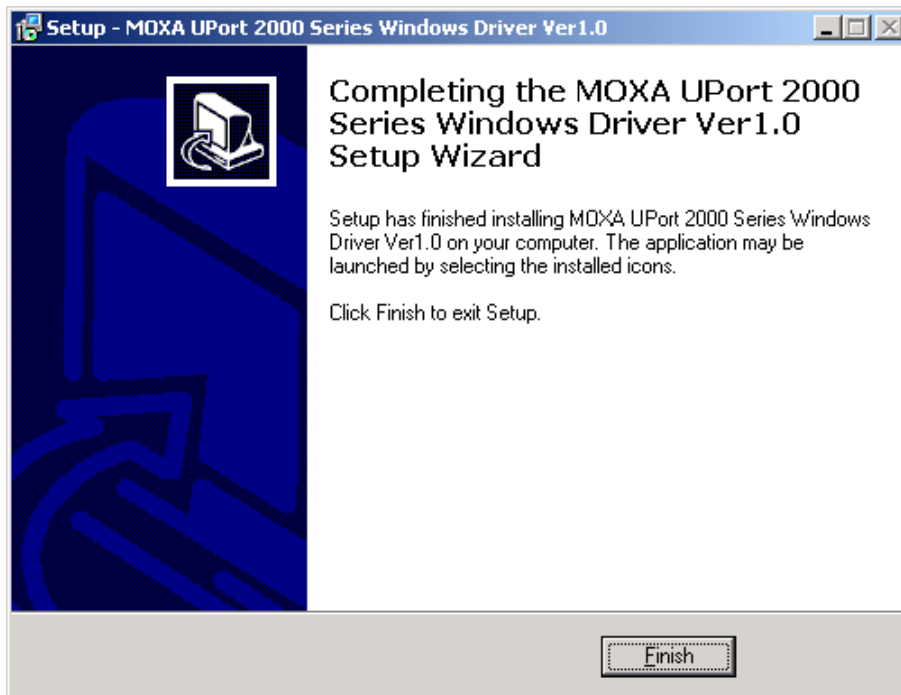 Setup - MOXA UPort 2000 Series Windows Driver Ver1.0
Completing the MOXA UPort 2000
Series Windows Driver Ver1.0
Setup Wizard
Setup has finished installing MOXA UPort 2000 Series Windows
Driver Ver1.0 on your computer. The application may be
launched by selecting the installed icons.
Click Finish to exit Setup.
Finish